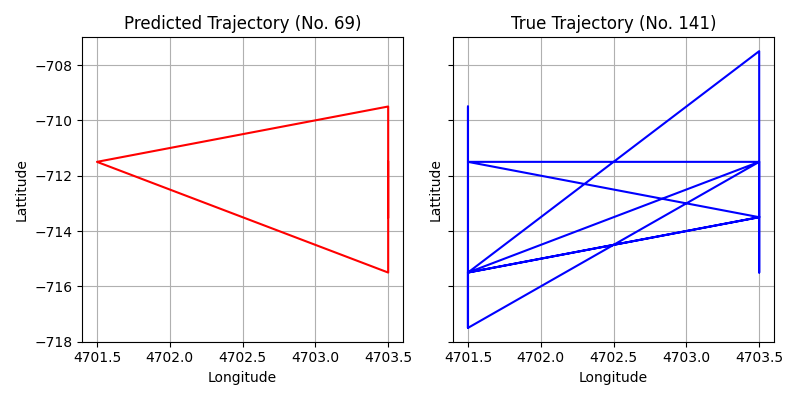 Predicted Trajectory (No. 69)
True Trajectory (No. 141)
Lattitude
−708
−710
−712
−714
−716
−718
4701.5 4702.0 4702.5 4703.0 4703.5
Longitude
Lattitude
4701.5 4702.0 4702.5 4703.0 4703.5
Longitude